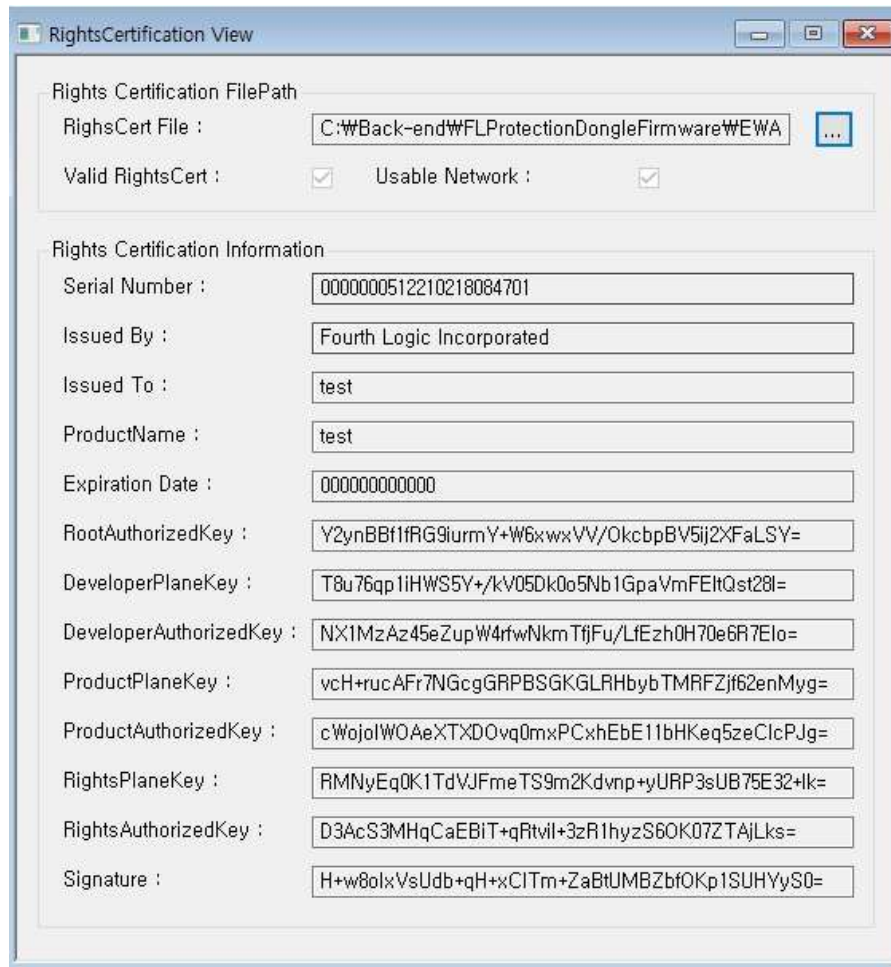 RightsCertification View
Rights Certification FilePath
RighsCert File : C:₩Back-end₩FLProtectionDongleFirmware₩EWA ...
Valid RightsCert : Usable Network :
Rights Certification Information
Serial Number : 0000000512210218084701
Issued By : Fourth Logic Incorporated
Issued To : test
ProductName : test
Expiration Date : 000000000000
RootAuthorizedKey : Y2ynBBf1fRG9iurmY+W6xwxVV/OkcbpBV5ij2XFaLSY=
DeveloperPlaneKey : T8u76qp1iHWS5Y+/kV05Dk0o5Nb1GpaVmFEltQst28I=
DeveloperAuthorizedKey : NX1MzAz45eZupW4rfwNkmTfjFu/LfEzh0H70e6R7Elo=
ProductPlaneKey : vcH+rucAFr7NGcgGRPBSGKGLRHbybTMRFZjf62enMyg=
ProductAuthorizedKey : cWojolWOAeXTXDOvq0mxPCxhEbE11bHKeq5zeClcPJg=
RightsPlaneKey : RMNyEq0K1TdVJFmeTS9m2Kdvnp+yURP3sUB75E32+lk=
RightsAuthorizedKey : D3AcS3MHqCaEBiT+qRtvil+3zR1hyzS6OK07ZTAjLks=
Signature : H+w8olxVsUdb+qH+xClTm+ZaBtUMBZbfOKp1SUHYyS0=